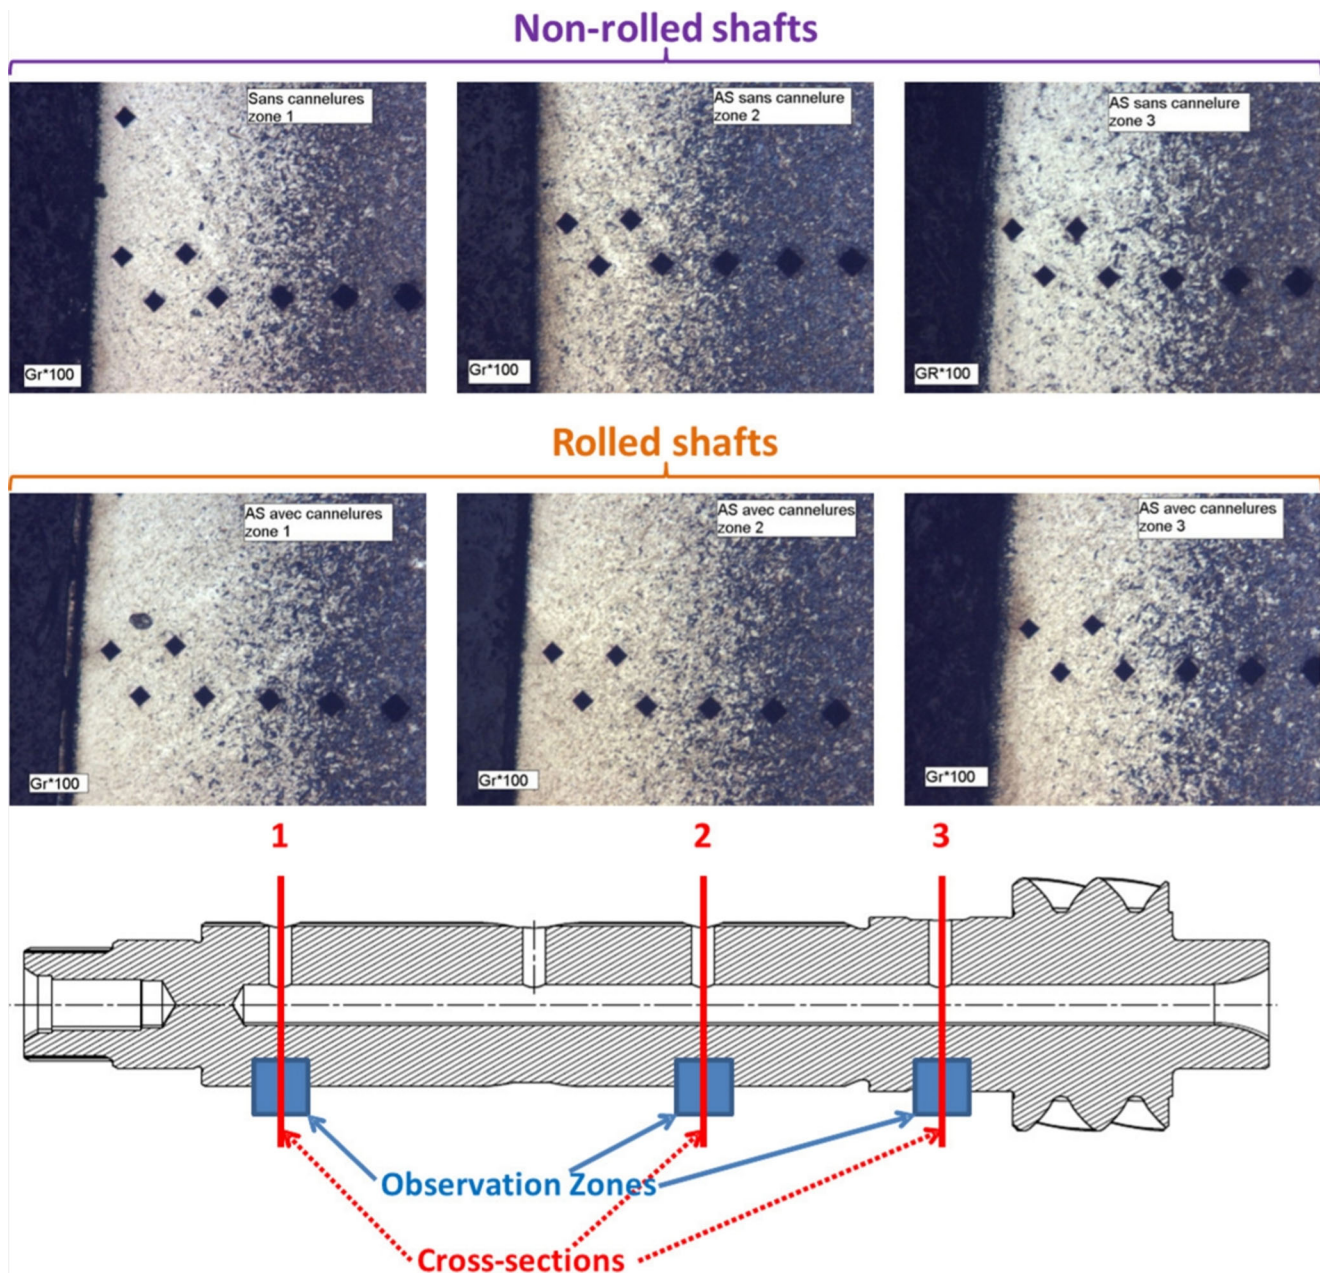 Non-rolled shafts
Sans cannelures
zone 1
AS sans cannelure
zone 2
AS sans cannelure
zone 3
Gr*100
Gr*100
GR*100
Rolled shafts
AS avec cannelures
zone 1
AS avec cannelures
zone 2
AS avec cannelures
zone 3
Gr*100
Gr*100
Gr*100
1
2
3
Observation Zones
Cross-sections